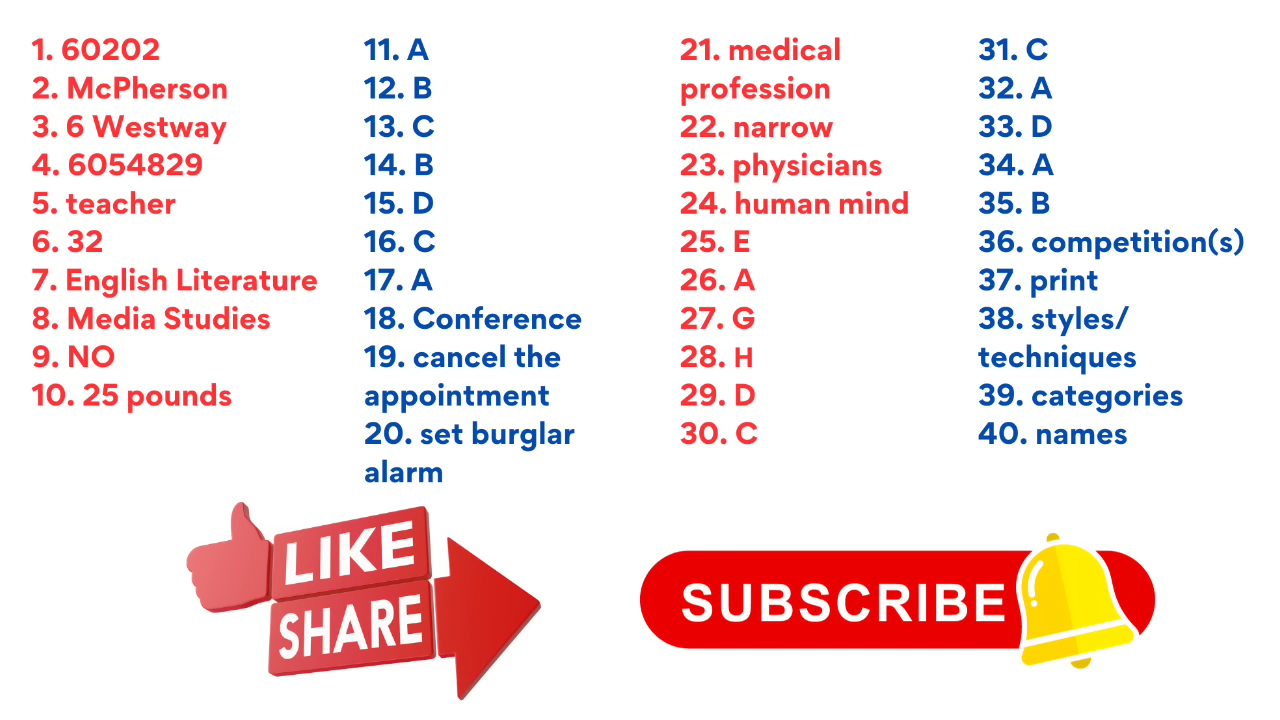 1. 60202
2. McPherson
3. 6 Westway
4. 6054829
5. teacher
6. 32
7. English Literature
8. Media Studies
9. NO
10. 25 pounds
11. A
12. B
13. C
14. B
15. D
16. C
17. A
18. Conference
19. cancel the
appointment
20. set burglar
alarm
21. medical
profession
22. narrow
23. physicians
24. human mind
25. E
26. A
27. G
28. H
29. D
30. C
31. C
32. A
33. D
34. A
35. B
36. competition(s)
37. print
38. styles/
techniques
39. categories
40. names
LIKE
SHARE
SUBSCRIBE